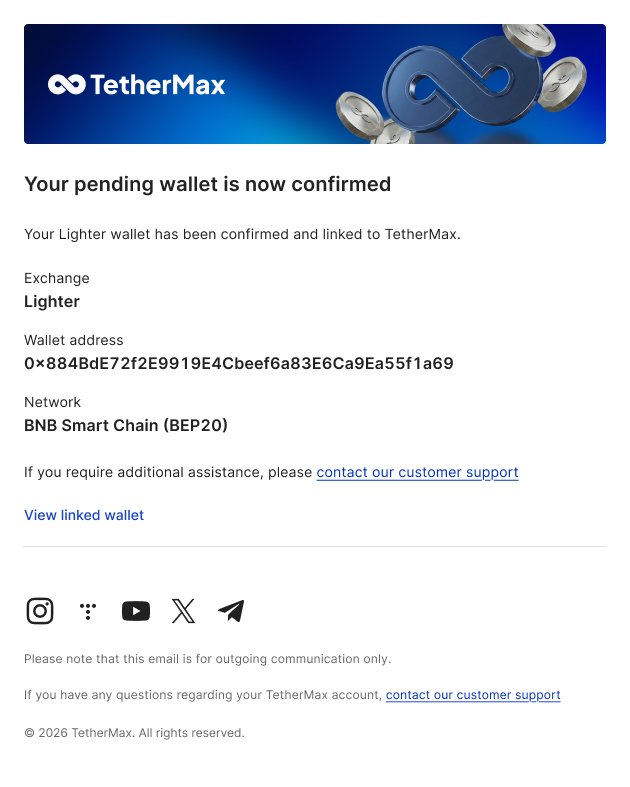 TetherMax
Your pending wallet is now confirmed
Your Lighter wallet has been confirmed and linked to TetherMax.
Exchange
Lighter
Wallet address
0×884BdE72f2E9919E4Cbeef6a83E6Ca9Ea55f1a69
Network
BNB Smart Chain (BEP20)
If you require additional assistance, please contact our customer support
View linked wallet
Please note that this email is for outgoing communication only.
If you have any questions regarding your TetherMax account, contact our customer support
© 2026 TetherMax. All rights reserved.